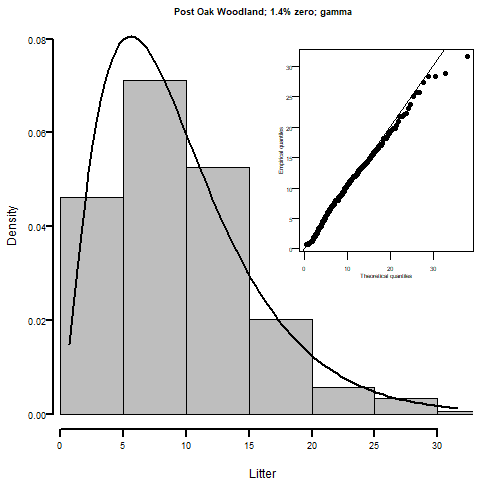 Post Oak Woodland; 1.4% zero; gamma
0.08
0.06
0.04
0.02
0.00
Density
0 5 10 15 20 25 30
Litter
30
25
20
15
10
5
0
Empirical quantiles
0 10 20 30
Theoretical quantiles